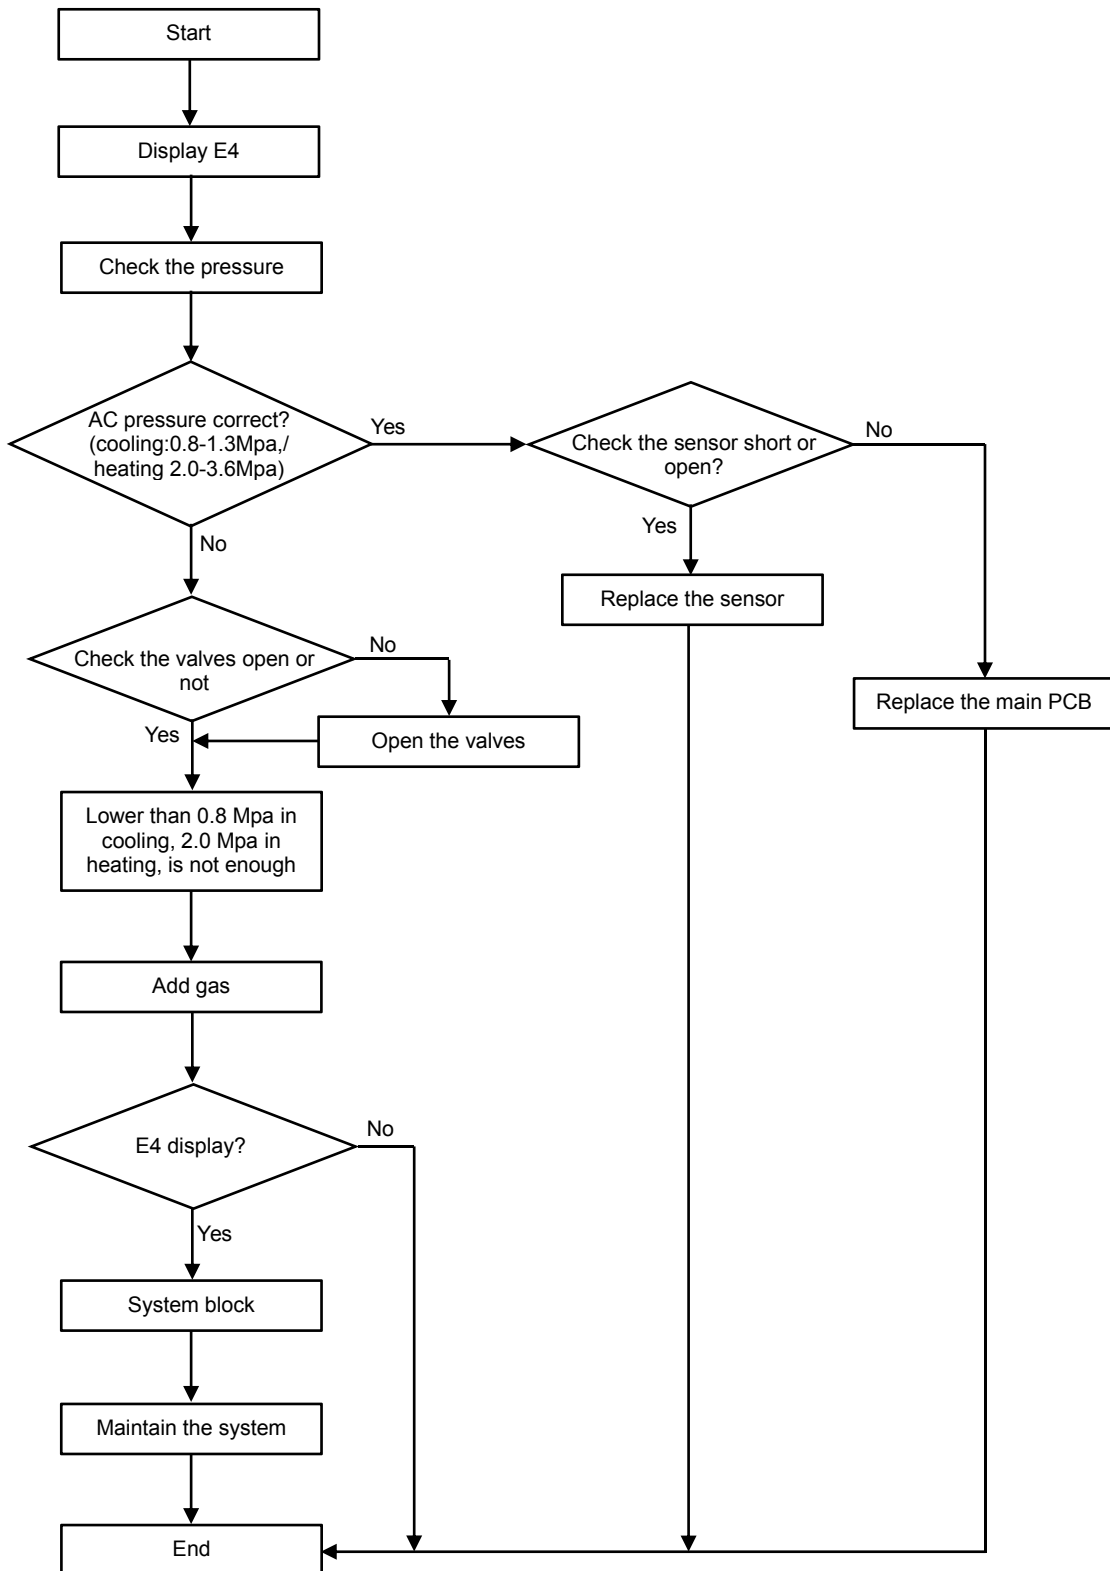 Start
Display E4
Check the pressure
AC pressure correct?
(cooling:0.8-1.3Mpa,/
heating 2.0-3.6Mpa)
Yes
No
Check the sensor short or
open?
No
Yes
Replace the sensor
Replace the main PCB
Check the valves open or
not
No
Yes
Open the valves
Lower than 0.8 Mpa in
cooling, 2.0 Mpa in
heating, is not enough
Add gas
E4 display?
No
Yes
System block
Maintain the system
End